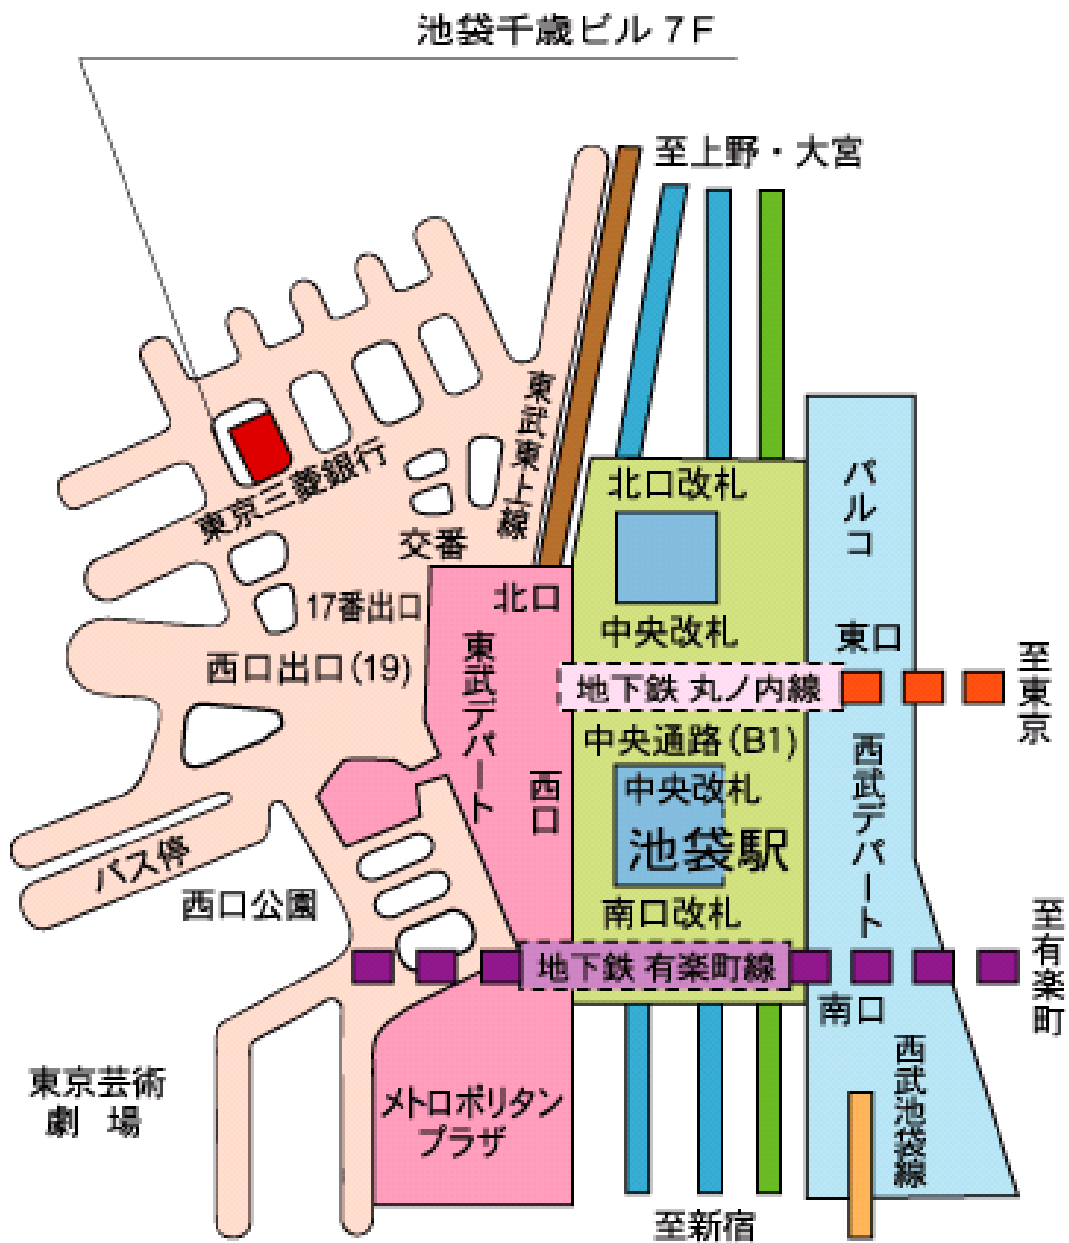 池袋千歳ビル 7F
至上野・大宮
東武東上線
北口改札
パルコ
東京三菱銀行
交番
17番出口
北口
中央改札
東口
西口出口(19)
東武デパート
地下鉄 丸ノ内線
至東京
中央通路(B1)
西口
中央改札
西武デパート
池袋駅
バス停
西口公園
南口改札
地下鉄 有楽町線
至有楽町
南口
東京芸術
劇 場
メトロポリタン
プラザ
西武池袋線
至新宿